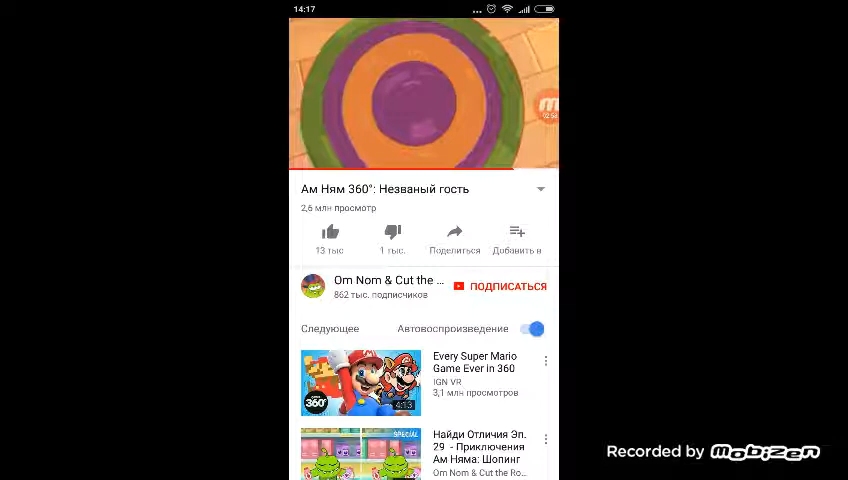 14:17
02:53
Ам Ням 360°: Незваный гость
2,6 млн просмотр
13 тыс
1 тыс.
Поделиться
Добавить в
Om Nom & Cut the ...
862 тыс. подписчиков
ПОДПИСАТЬСЯ
Следующее
Автовоспроизведение
Every Super Mario
Game Ever in 360
IGN VR
3,1 млн просмотров
360°
4:13
SPECIAL
Найди Отличия Эп.
29 - Приключения
Ам Няма: Шопинг
Om Nom & Cut the Ro...
Recorded by mobizen